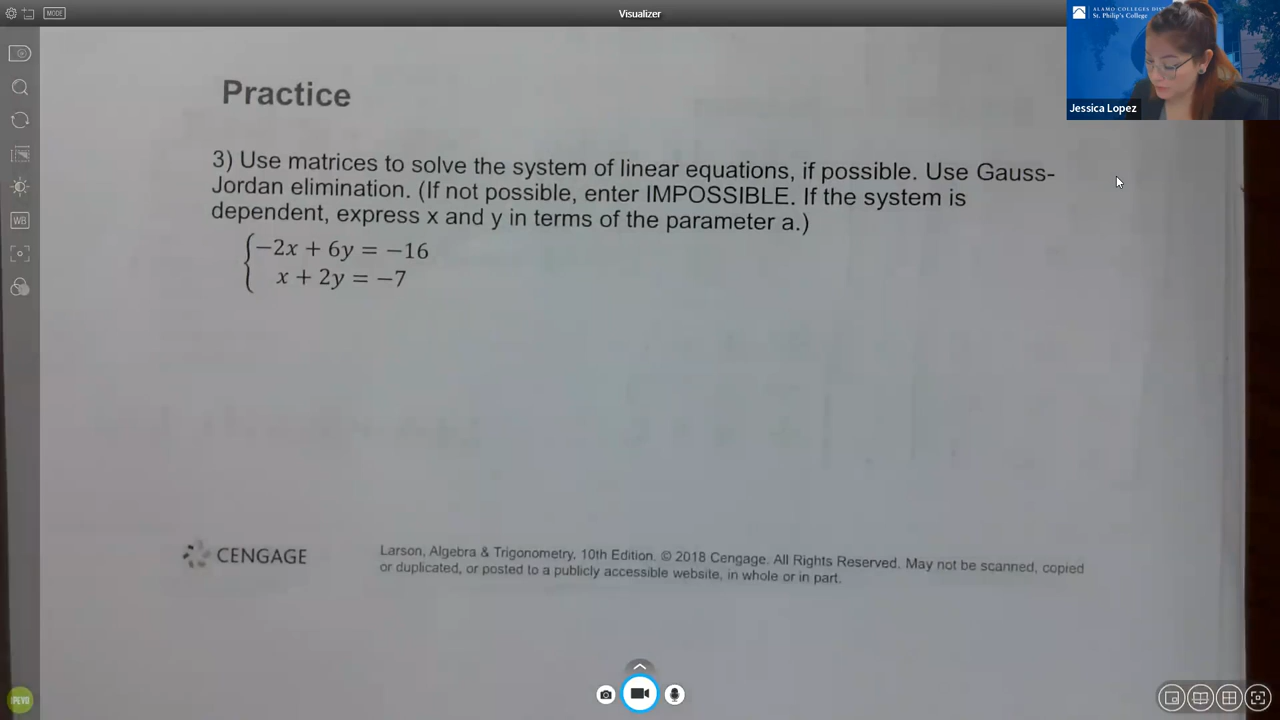 MODE
Visualizer
ALAMO COLLEGES
St. Philip's College
Jessica Lopez
WB
Practice
3) Use matrices to solve the system of linear equations, if possible. Use Gauss-
Jordan elimination. (If not possible, enter IMPOSSIBLE. If the system is
dependent, express x and y in terms of the parameter a.)
−2x + 6y = −16
x + 2y = −7
CENGAGE
Larson, Algebra & Trigonometry, 10th Edition. © 2018 Cengage. All Rights Reserved. May not be scanned, copied
or duplicated, or posted to a publicly accessible website, in whole or in part.
IPEVO